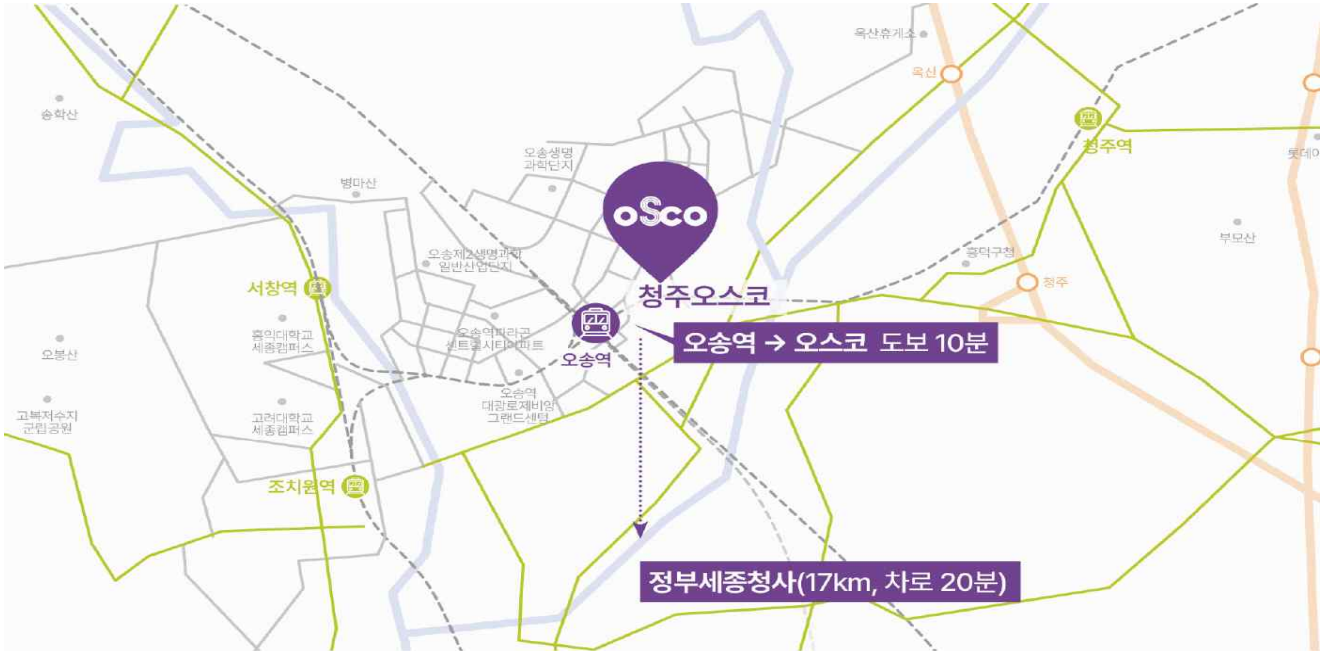 옥산휴게소
옥산
송학산
청주역
롯데아
오송생명
과학단지
병마산
oSco
부모산
오송제2생명과학
일반산업단지
흥덕구청
서창역
청주오스코
청주
홍익대학교
세종캠퍼스
오송역파라곤
센트럴시티아파트
오송역 → 오스코 도보 10분
오송역
오봉산
오송역
대광로제비앙
그랜드센텀
고복저수지
군립공원
고려대학교
세종캠퍼스
조치원역
정부세종청사(17km, 차로 20분)